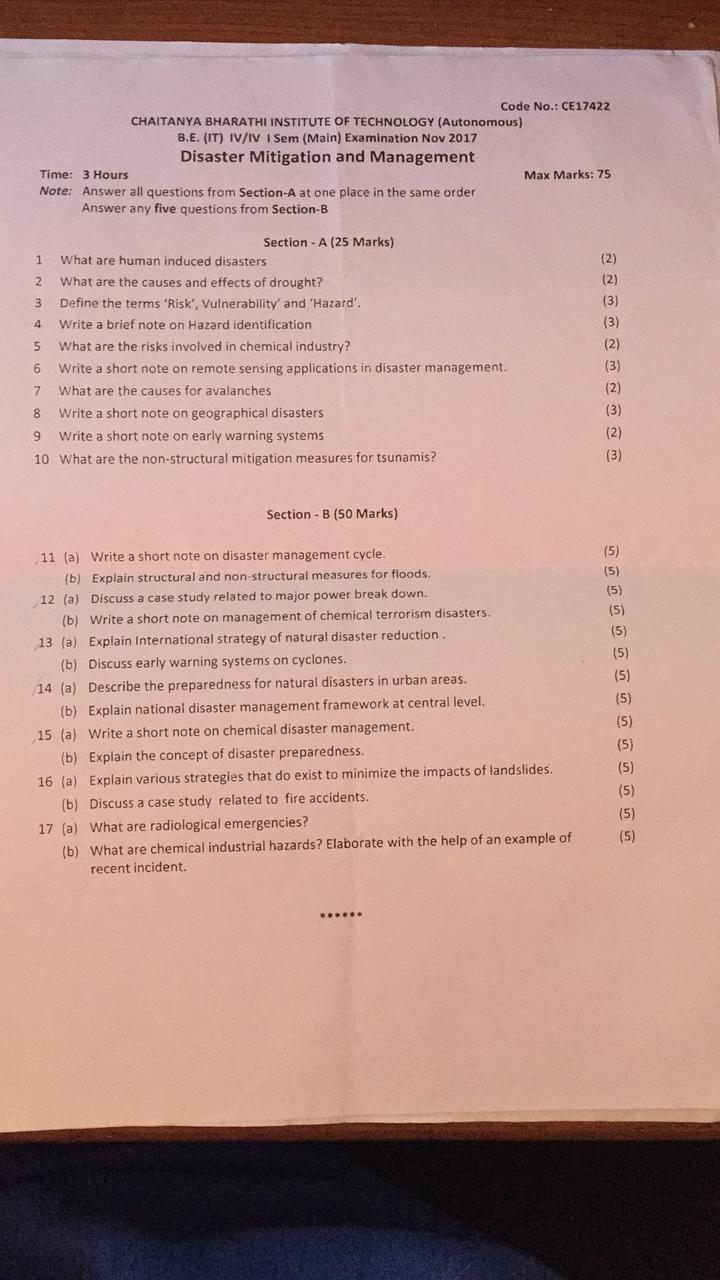 Code No.: CE17422
CHAITANYA BHARATHI INSTITUTE OF TECHNOLOGY (Autonomous)
B.E. (IT) IV/IV I Sem (Main) Examination Nov 2017
Disaster Mitigation and Management
Time: 3 Hours Max Marks: 75
Note: Answer all questions from Section-A at one place in the same order
Answer any five questions from Section-B
Section - A (25 Marks)
1 What are human induced disasters (2)
2 What are the causes and effects of drought? (2)
3 Define the terms ‘Risk’, Vulnerability’ and ‘Hazard’. (3)
4 Write a brief note on Hazard identification (3)
5 What are the risks involved in chemical industry? (2)
6 Write a short note on remote sensing applications in disaster management. (3)
7 What are the causes for avalanches (2)
8 Write a short note on geographical disasters (3)
9 Write a short note on early warning systems (2)
10 What are the non-structural mitigation measures for tsunamis? (3)
Section - B (50 Marks)
11 (a) Write a short note on disaster management cycle. (5)
(b) Explain structural and non-structural measures for floods. (5)
12 (a) Discuss a case study related to major power break down. (5)
(b) Write a short note on management of chemical terrorism disasters. (5)
13 (a) Explain International strategy of natural disaster reduction . (5)
(b) Discuss early warning systems on cyclones. (5)
14 (a) Describe the preparedness for natural disasters in urban areas. (5)
(b) Explain national disaster management framework at central level. (5)
15 (a) Write a short note on chemical disaster management. (5)
(b) Explain the concept of disaster preparedness. (5)
16 (a) Explain various strategies that do exist to minimize the impacts of landslides. (5)
(b) Discuss a case study related to fire accidents. (5)
17 (a) What are radiological emergencies? (5)
(b) What are chemical industrial hazards? Elaborate with the help of an example of (5)
recent incident.
******